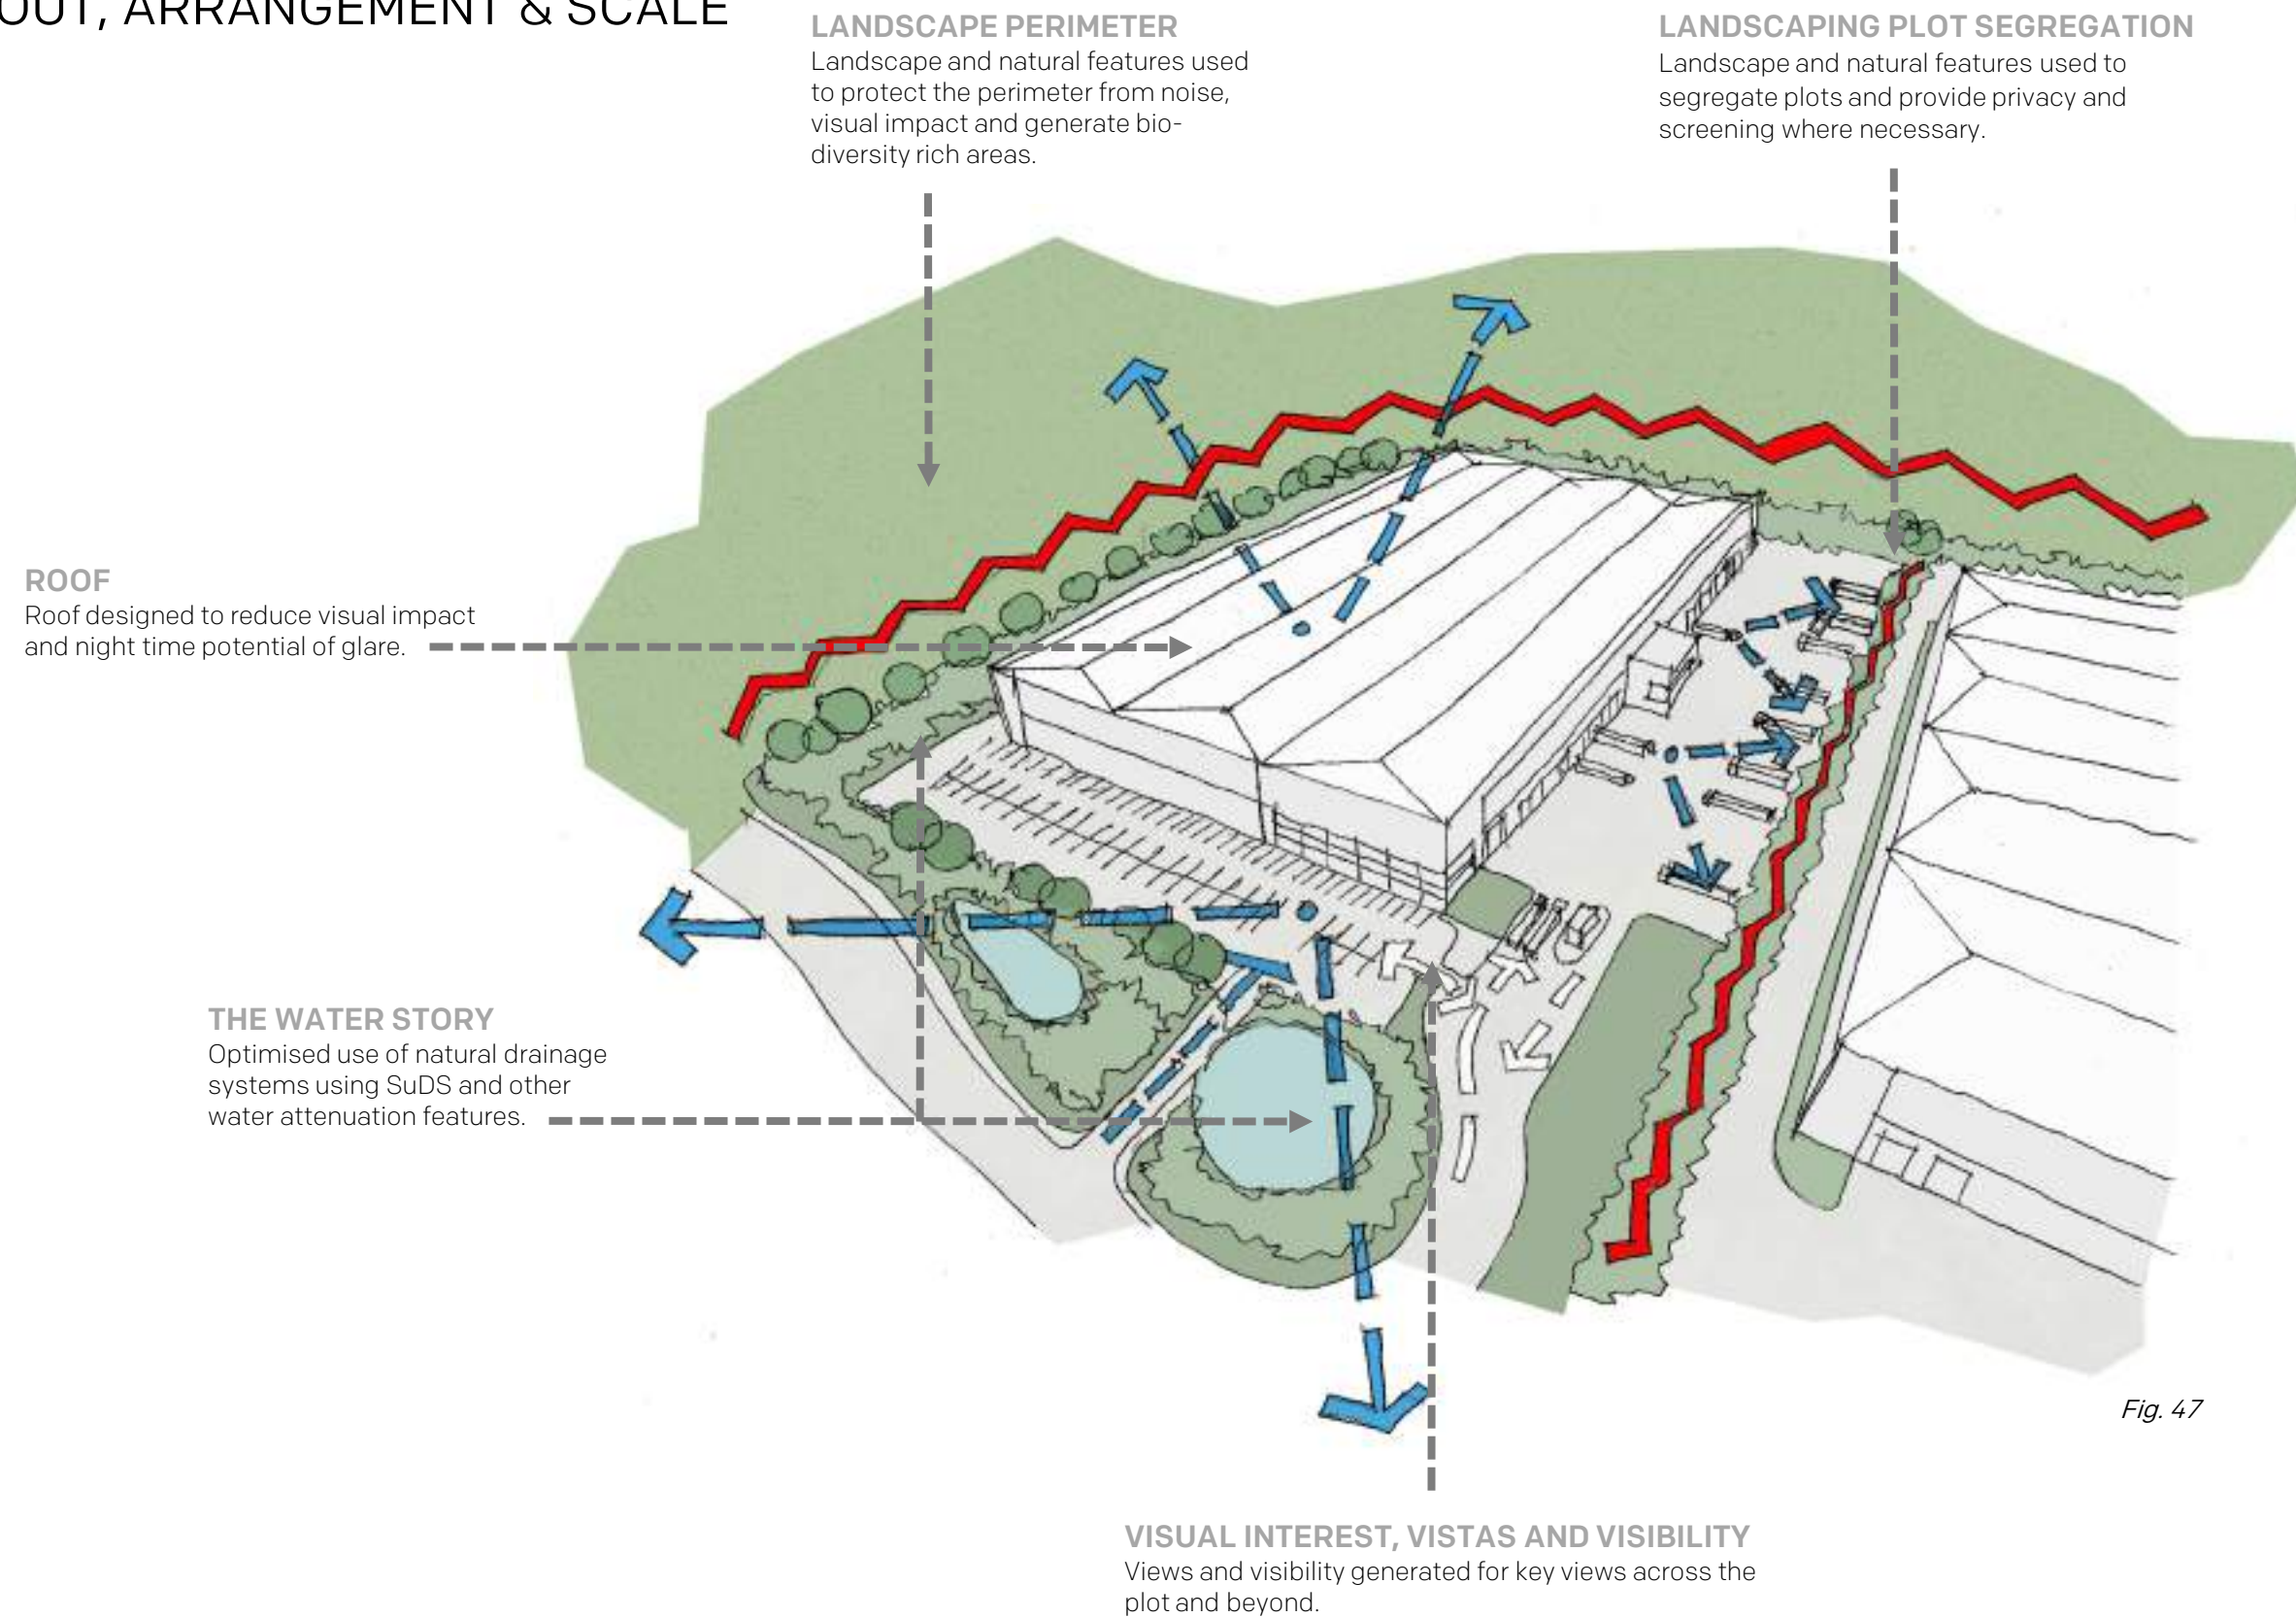 OUT, ARRANGEMENT & SCALE
LANDSCAPE PERIMETER
Landscape and natural features used
to protect the perimeter from noise,
visual impact and generate bio-
diversity rich areas.
LANDSCAPING PLOT SEGREGATION
Landscape and natural features used to
segregate plots and provide privacy and
screening where necessary.
ROOF
Roof designed to reduce visual impact
and night time potential of glare.
THE WATER STORY
Optimised use of natural drainage
systems using SuDS and other
water attenuation features.
Fig. 47
VISUAL INTEREST, VISTAS AND VISIBILITY
Views and visibility generated for key views across the
plot and beyond.